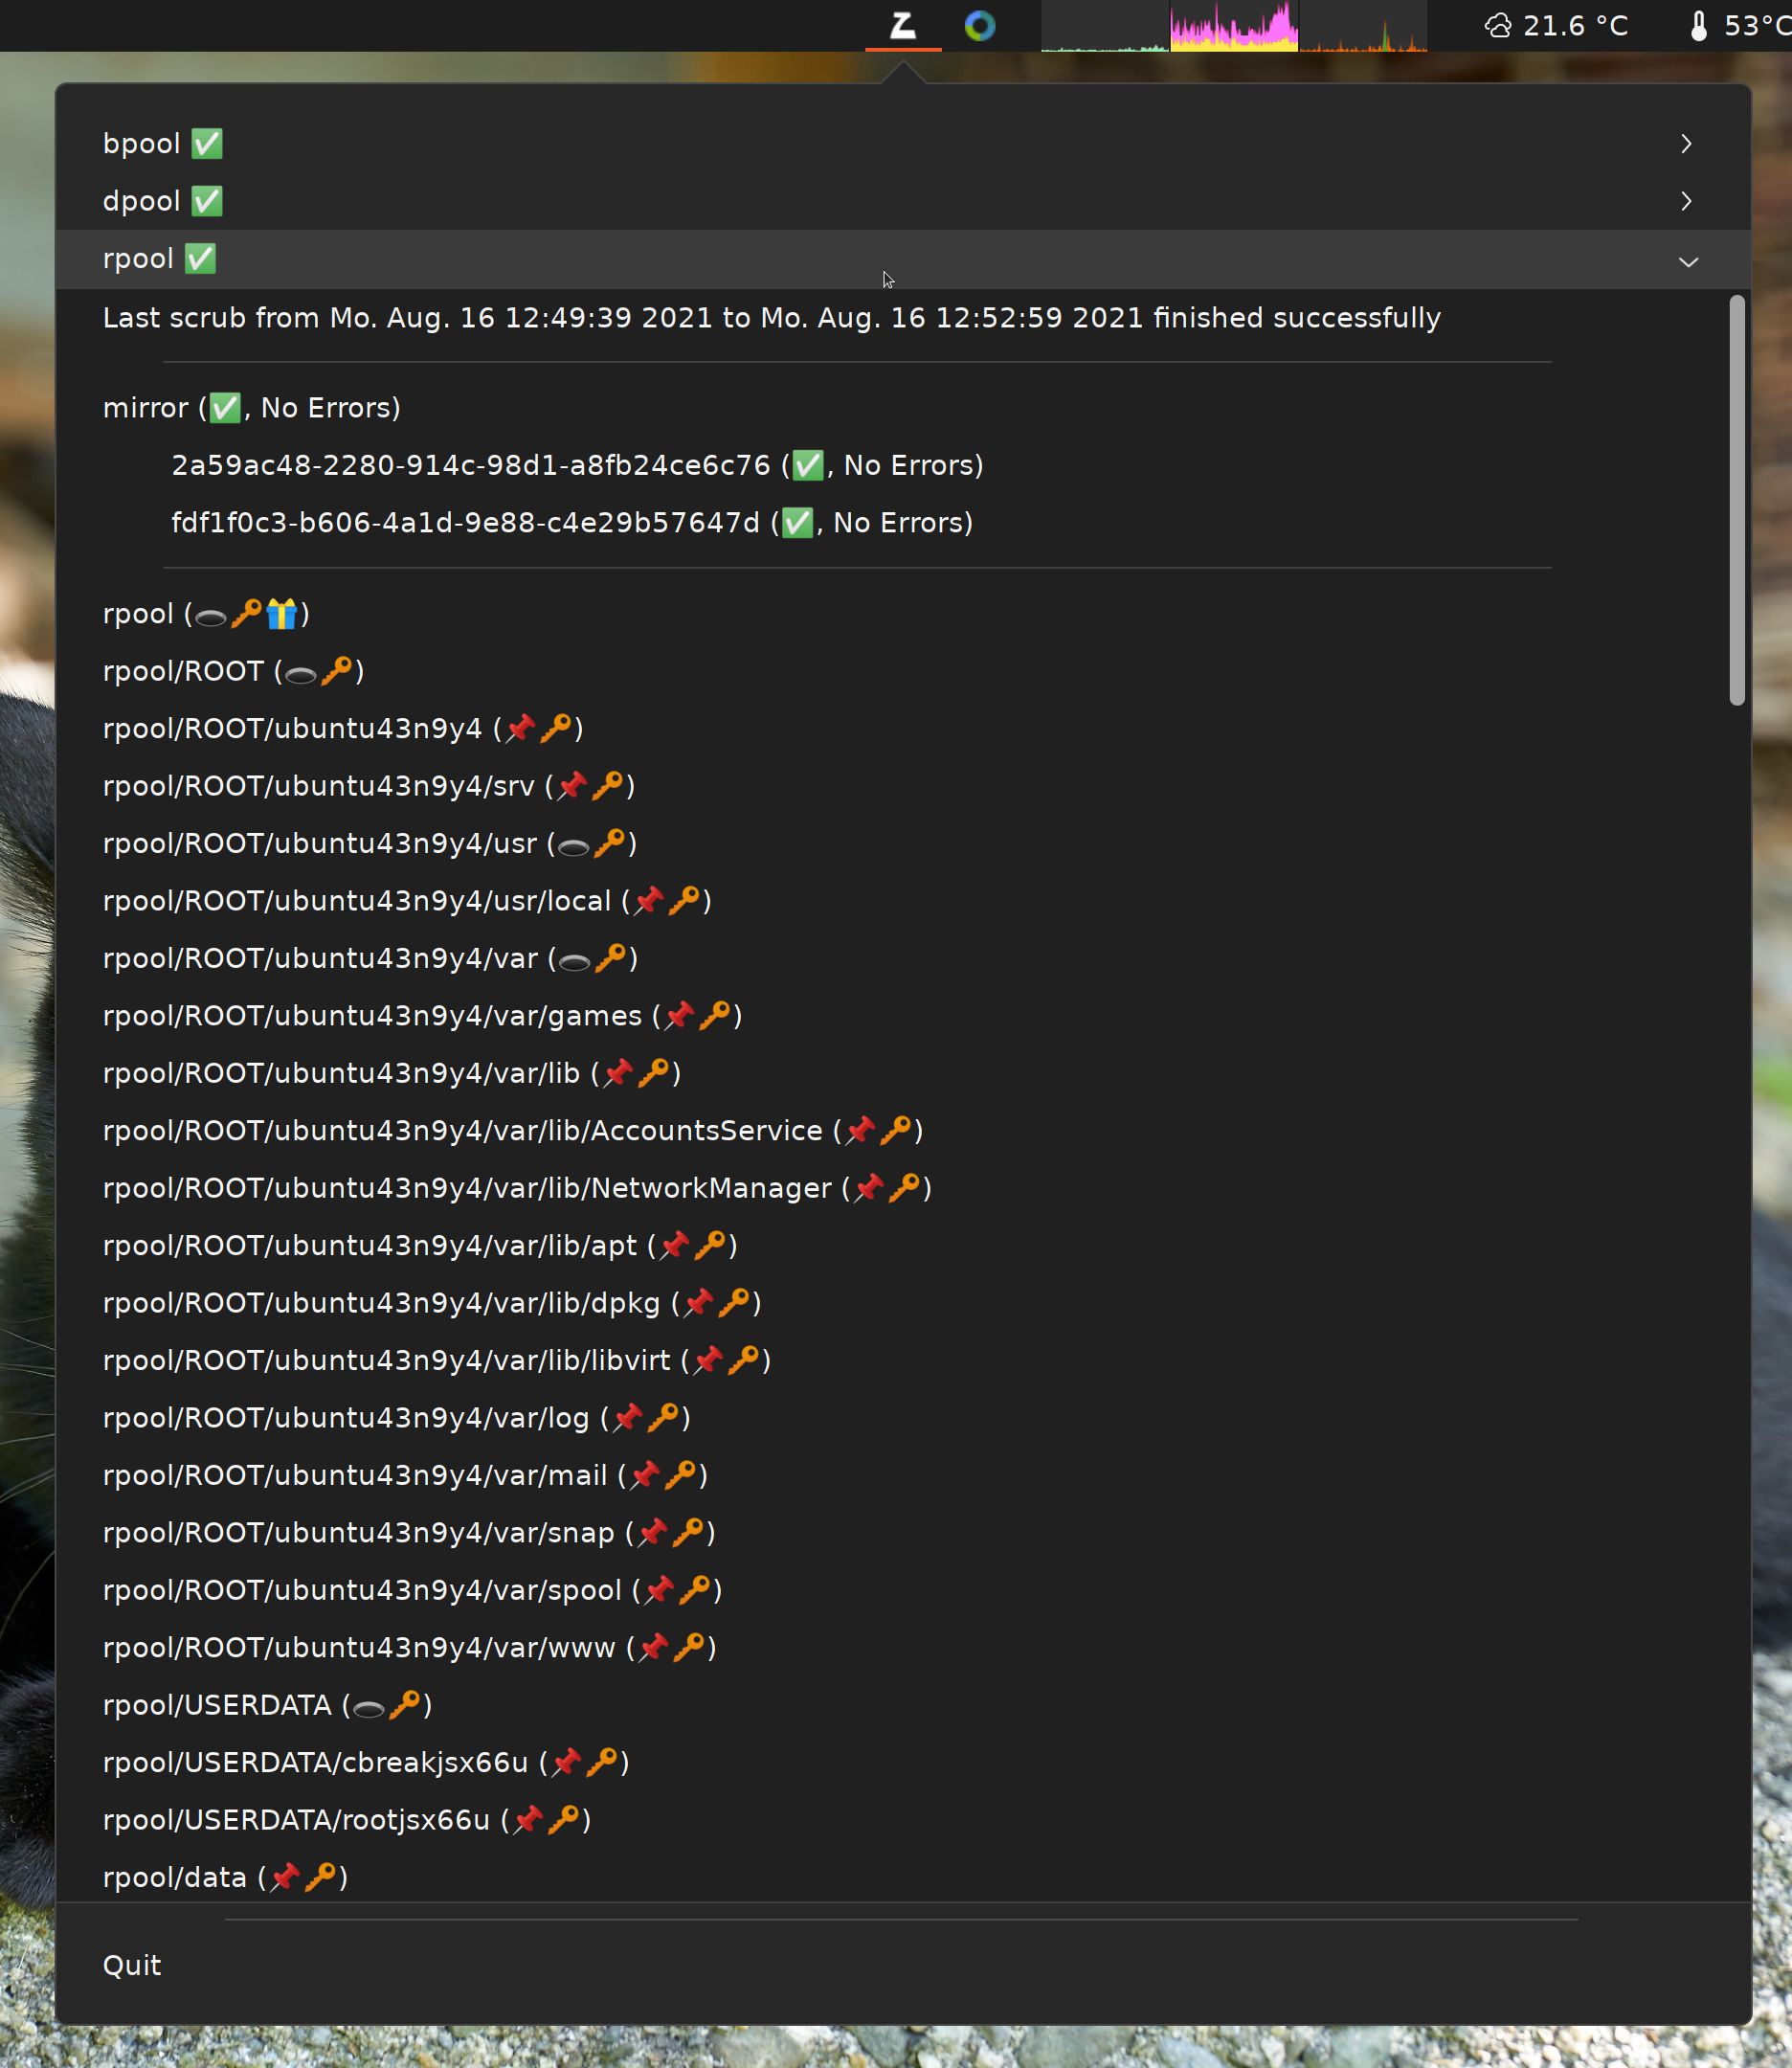 Z 21.6 °C 53°C
bpool ✅
dpool ✅
rpool ✅
Last scrub from Mo. Aug. 16 12:49:39 2021 to Mo. Aug. 16 12:52:59 2021 finished successfully
mirror (✅, No Errors)
2a59ac48-2280-914c-98d1-a8fb24ce6c76 (✅, No Errors)
fdf1f0c3-b606-4a1d-9e88-c4e29b57647d (✅, No Errors)
rpool (🕳🔑🎁)
rpool/ROOT (🕳🔑)
rpool/ROOT/ubuntu43n9y4 (📌🔑)
rpool/ROOT/ubuntu43n9y4/srv (📌🔑)
rpool/ROOT/ubuntu43n9y4/usr (🕳🔑)
rpool/ROOT/ubuntu43n9y4/usr/local (📌🔑)
rpool/ROOT/ubuntu43n9y4/var (🕳🔑)
rpool/ROOT/ubuntu43n9y4/var/games (📌🔑)
rpool/ROOT/ubuntu43n9y4/var/lib (📌🔑)
rpool/ROOT/ubuntu43n9y4/var/lib/AccountsService (📌🔑)
rpool/ROOT/ubuntu43n9y4/var/lib/NetworkManager (📌🔑)
rpool/ROOT/ubuntu43n9y4/var/lib/apt (📌🔑)
rpool/ROOT/ubuntu43n9y4/var/lib/dpkg (📌🔑)
rpool/ROOT/ubuntu43n9y4/var/lib/libvirt (📌🔑)
rpool/ROOT/ubuntu43n9y4/var/log (📌🔑)
rpool/ROOT/ubuntu43n9y4/var/mail (📌🔑)
rpool/ROOT/ubuntu43n9y4/var/snap (📌🔑)
rpool/ROOT/ubuntu43n9y4/var/spool (📌🔑)
rpool/ROOT/ubuntu43n9y4/var/www (📌🔑)
rpool/USERDATA (🕳🔑)
rpool/USERDATA/cbreakjsx66u (📌🔑)
rpool/USERDATA/rootjsx66u (📌🔑)
rpool/data (📌🔑)
Quit